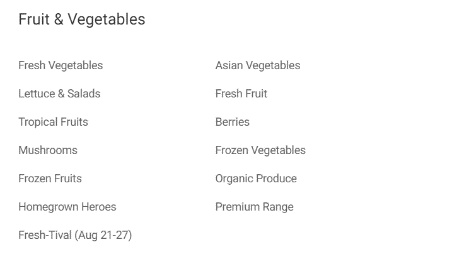 Fruit & Vegetables
Fresh Vegetables
Asian Vegetables
Lettuce & Salads
Fresh Fruit
Tropical Fruits
Berries
Mushrooms
Frozen Vegetables
Frozen Fruits
Organic Produce
Homegrown Heroes
Premium Range
Fresh-Tival (Aug 21-27)